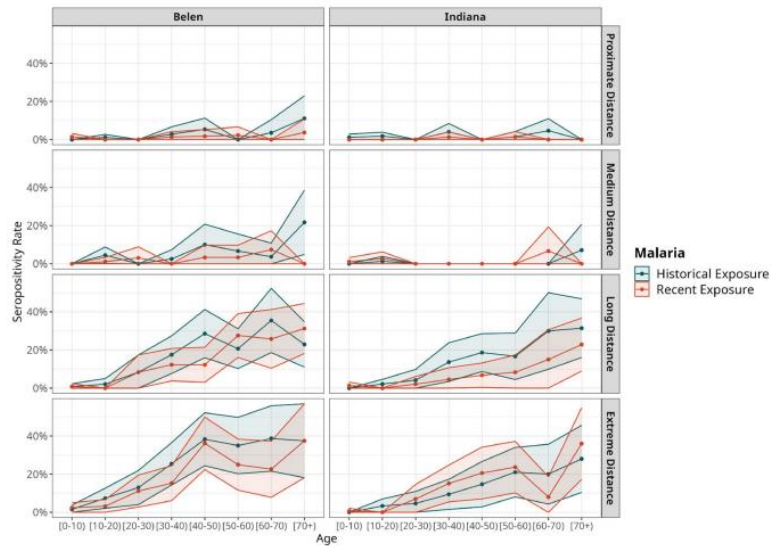 Belen
Indiana
40%
20%
0%
Proximate Distance
40%
20%
0%
Medium Distance
40%
20%
0%
Long Distance
40%
20%
0%
Extreme Distance
Seropositivity Rate
[0-10) [10-20) [20-30) [30-40) [40-50) [50-60) [60-70) [70+)
[0-10) [10-20) [20-30) [30-40) [40-50) [50-60) [60-70) [70+)
Age
Malaria
Historical Exposure
Recent Exposure